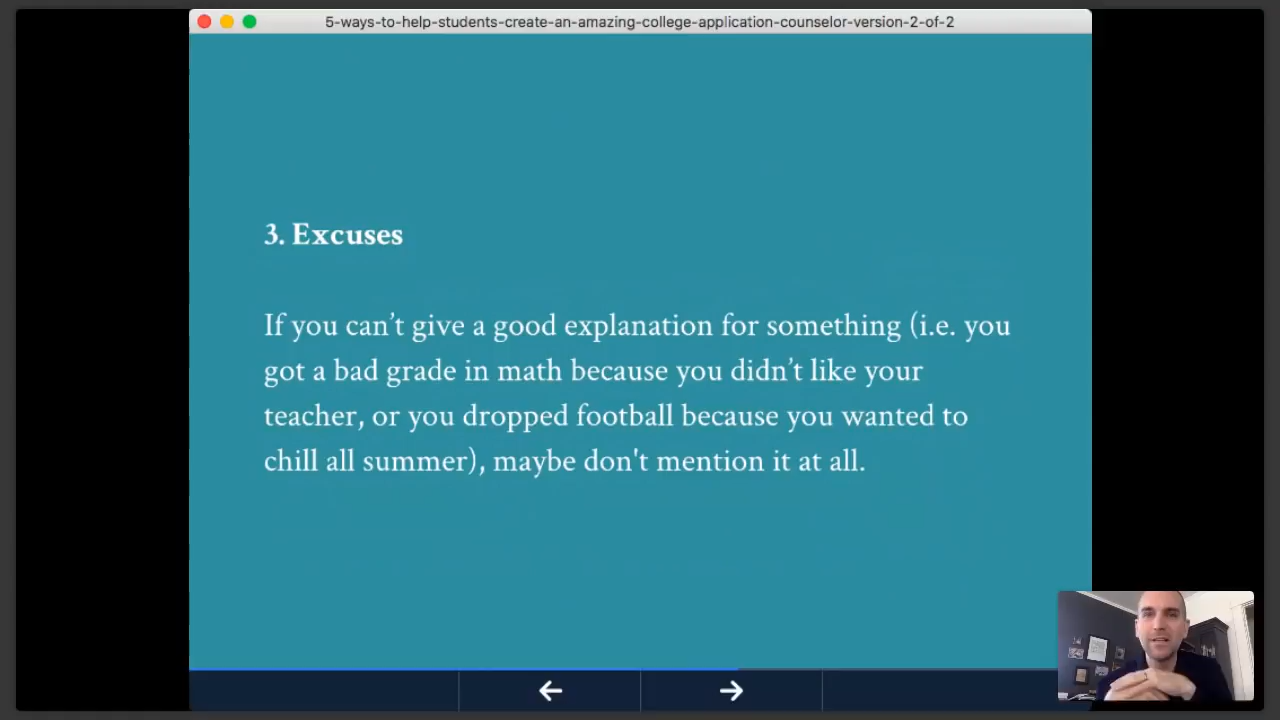 5-ways-to-help-students-create-an-amazing-college-application-counselor-version-2-of-2
3. Excuses
If you can’t give a good explanation for something (i.e. you
got a bad grade in math because you didn’t like your
teacher, or you dropped football because you wanted to
chill all summer), maybe don't mention it at all.